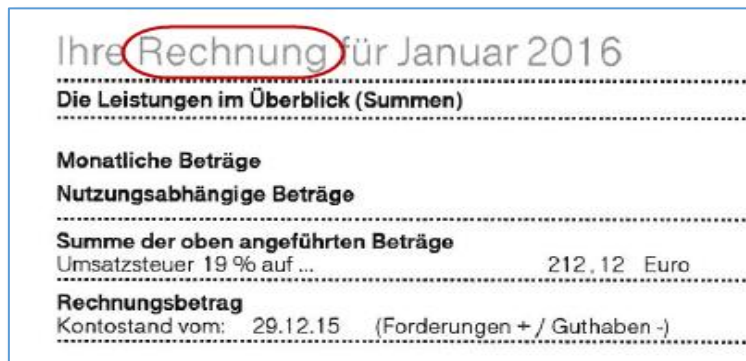 Ihre Rechnung für Januar 2016
Die Leistungen im Überblick (Summen)
Monatliche Beträge
Nutzungsabhängige Beträge
Summe der oben angeführten Beträge
Umsatzsteuer 19 % auf ... 212,12 Euro
Rechnungsbetrag
Kontostand vom: 29.12.15 (Forderungen + / Guthaben -)